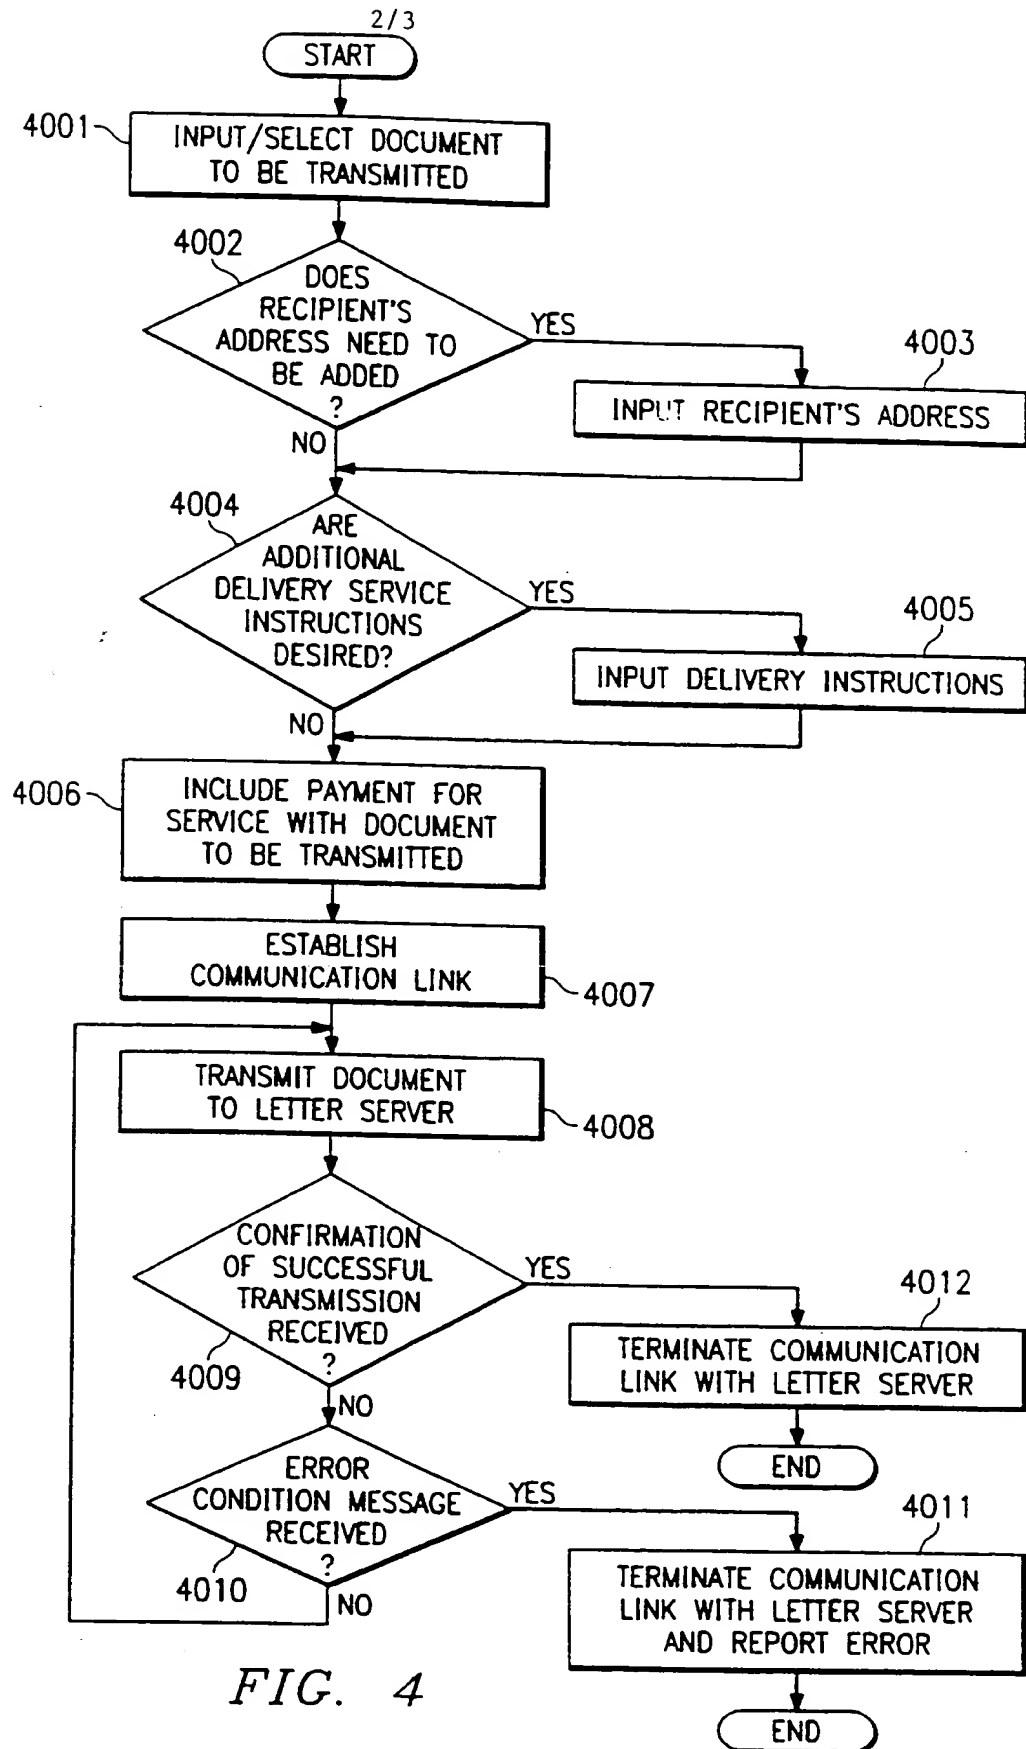 2/3
START
4001
INPUT/SELECT DOCUMENT
TO BE TRANSMITTED
4002
DOES
RECIPIENT'S
ADDRESS NEED TO
BE ADDED
?
YES
NO
4003
INPUT RECIPIENT'S ADDRESS
4004
ARE
ADDITIONAL
DELIVERY SERVICE
INSTRUCTIONS
DESIRED?
YES
NO
4005
INPUT DELIVERY INSTRUCTIONS
4006
INCLUDE PAYMENT FOR
SERVICE WITH DOCUMENT
TO BE TRANSMITTED
ESTABLISH
COMMUNICATION LINK
4007
TRANSMIT DOCUMENT
TO LETTER SERVER
4008
CONFIRMATION
OF SUCCESSFUL
TRANSMISSION
RECEIVED
?
4009
YES
NO
4012
TERMINATE COMMUNICATION
LINK WITH LETTER SERVER
END
ERROR
CONDITION MESSAGE
RECEIVED
?
4010
YES
NO
4011
TERMINATE COMMUNICATION
LINK WITH LETTER SERVER
AND REPORT ERROR
END
FIG. 4